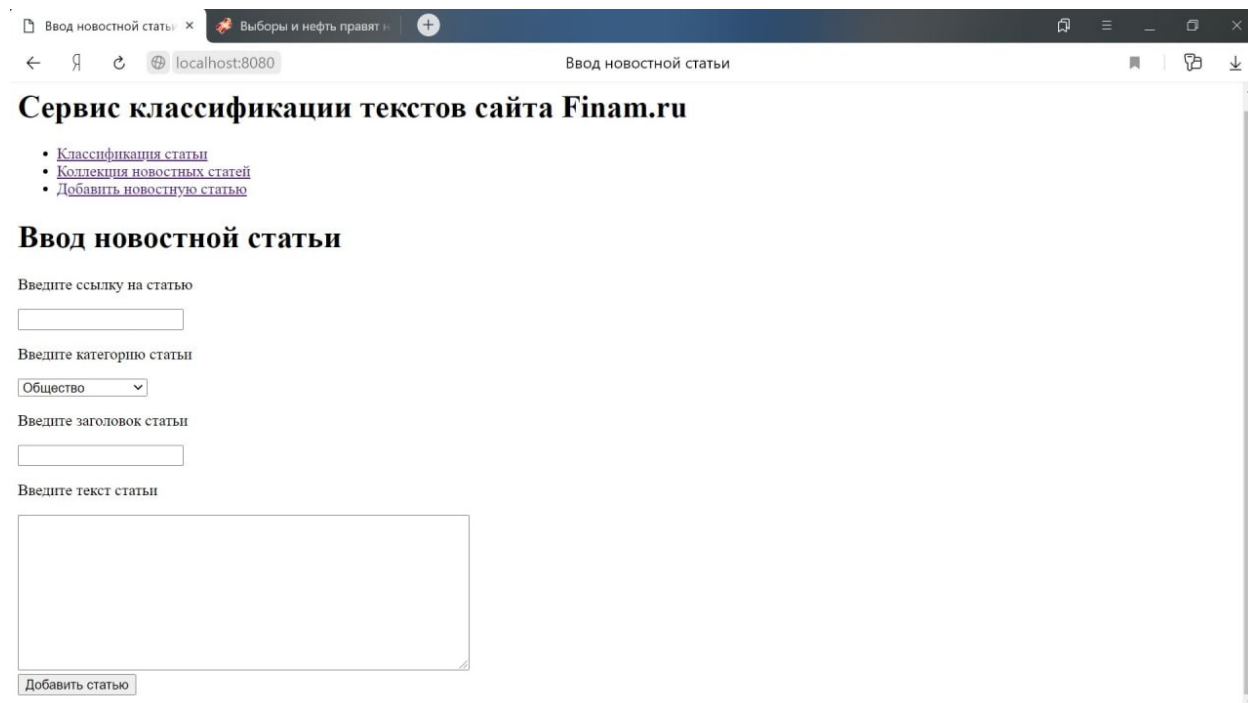 Ввод новостной стать
Выборы и нефть правят н
Я
localhost:8080
Ввод новостной статьи
Сервис классификации текстов сайта Finam.ru
Классификация статьи
Коллекция новостных статей
Добавить новостную статью
Ввод новостной статьи
Введите ссылку на статью
Введите категорию статьи
Общество
Введите заголовок статьи
Введите текст статьи
Добавить статью